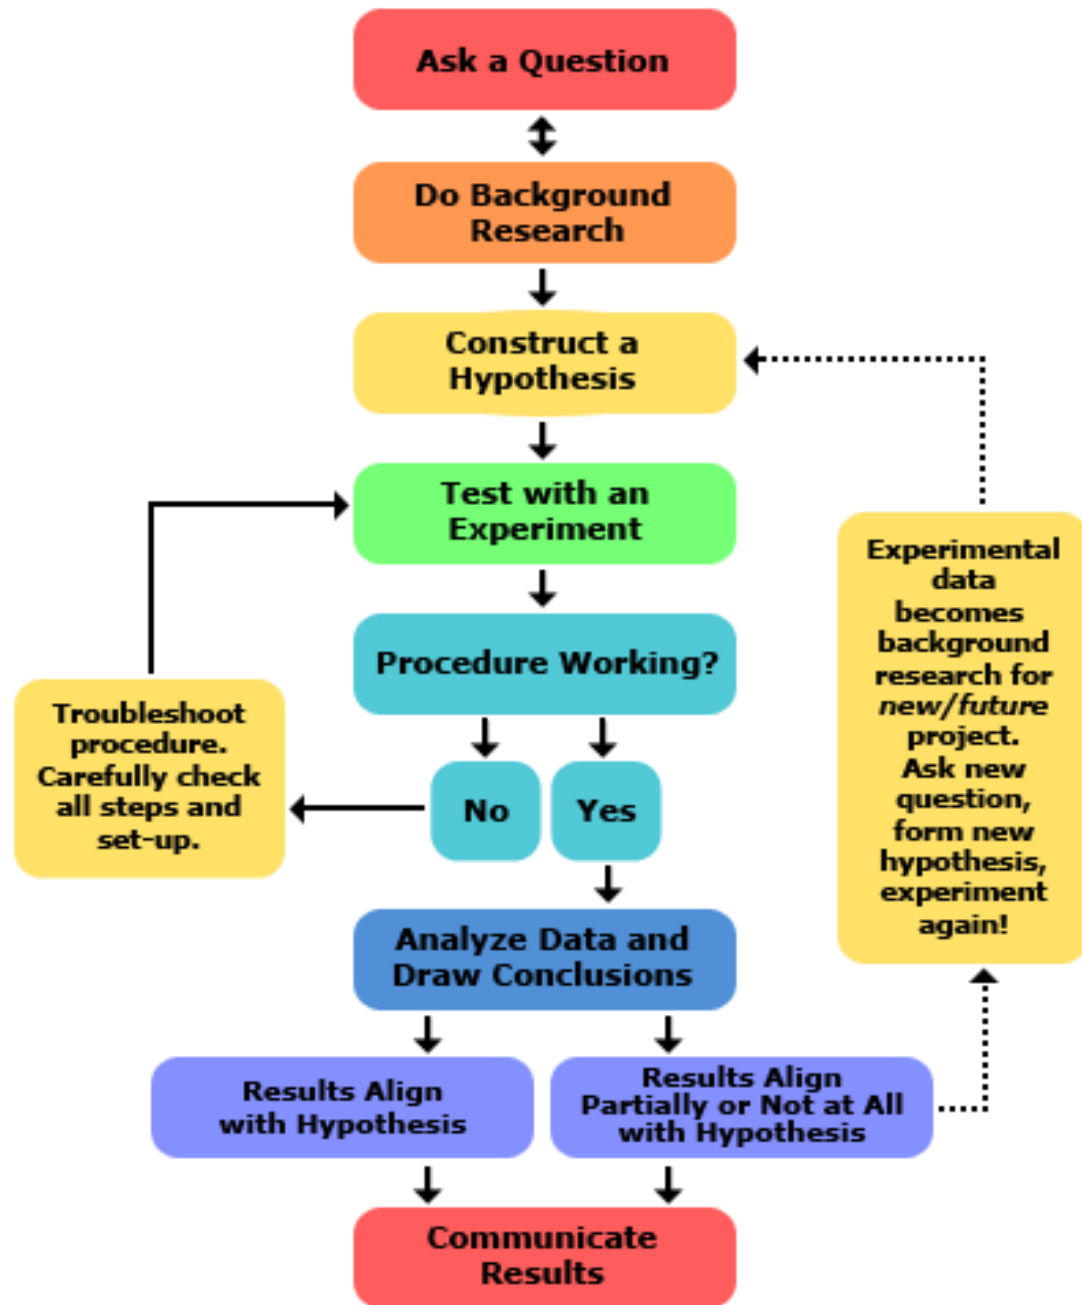 Ask a Question
Do Background
Research
Construct a
Hypothesis
Test with an
Experiment
Procedure Working?
Troubleshoot
procedure.
Carefully check
all steps and
set-up.
No
Yes
Experimental
data
becomes
background
research for
new/future
project.
Ask new
question,
form new
hypothesis,
experiment
again!
Analyze Data and
Draw Conclusions
Results Align
with Hypothesis
Results Align
Partially or Not at All
with Hypothesis
Communicate
Results